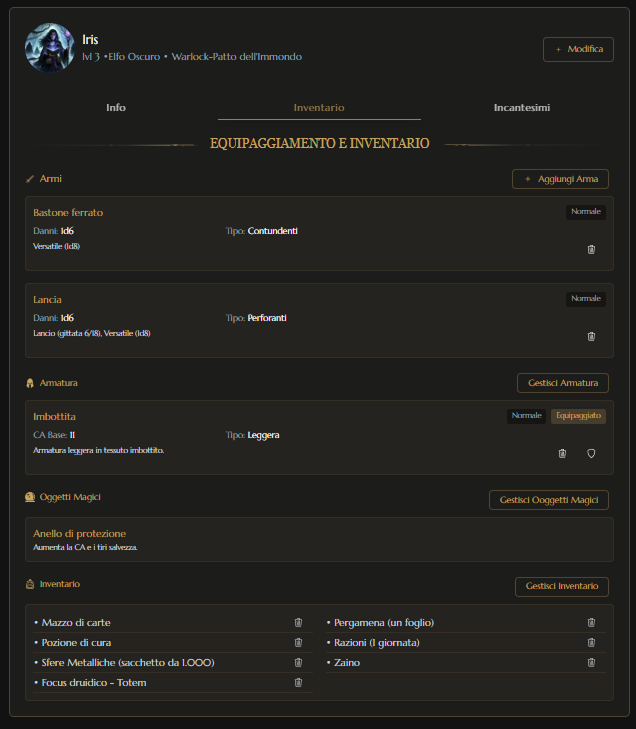 Iris
lvl 3 •Elfo Oscuro • Warlock-Patto dell'Immondo
+ Modifica
Info
Inventario
Incantesimi
EQUIPAGGIAMENTO E INVENTARIO
Armi
+ Aggiungi Arma
Bastone ferrato
Normale
Danni: 1d6
Tipo: Contundenti
Versatile (1d8)
Lancia
Normale
Danni: 1d6
Tipo: Perforanti
Lancio (gittata 6/18), Versatile (1d8)
Armatura
Gestisci Armatura
Imbottita
Normale
Equipaggiato
CA Base: 11
Tipo: Leggera
Armatura leggera in tessuto imbottito.
Oggetti Magici
Gestisci Ooggetti Magici
Anello di protezione
Aumenta la CA e i tiri salvezza.
Inventario
Gestisci Inventario
• Mazzo di carte
• Pergamena (un foglio)
• Pozione di cura
• Razioni (1 giornata)
• Sfere Metalliche (sacchetto da 1.000)
• Zaino
• Focus druidico - Totem